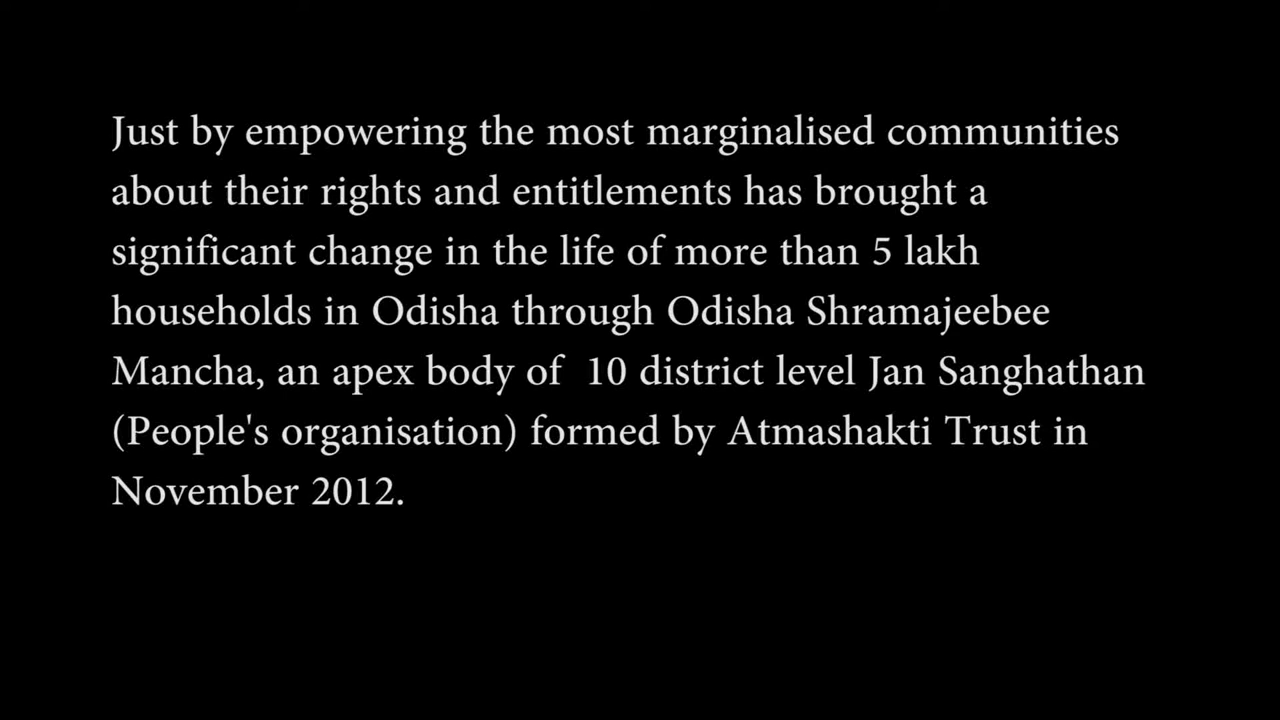 Just by empowering the most marginalised communities
about their rights and entitlements has brought a
significant change in the life of more than 5 lakh
households in Odisha through Odisha Shramajeebee
Mancha, an apex body of  10 district level Jan Sanghathan
(People's organisation) formed by Atmashakti Trust in
November 2012.